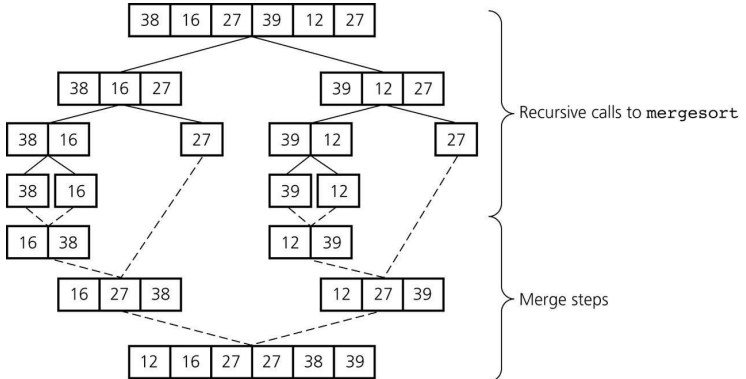 38 16 27 39 12 27
38 16 27 39 12 27
Recursive calls to mergesort
38 16 27 39 12 27
38 16 39 12
16 38 12 39
16 27 38 12 27 39
Merge steps
12 16 27 27 38 39